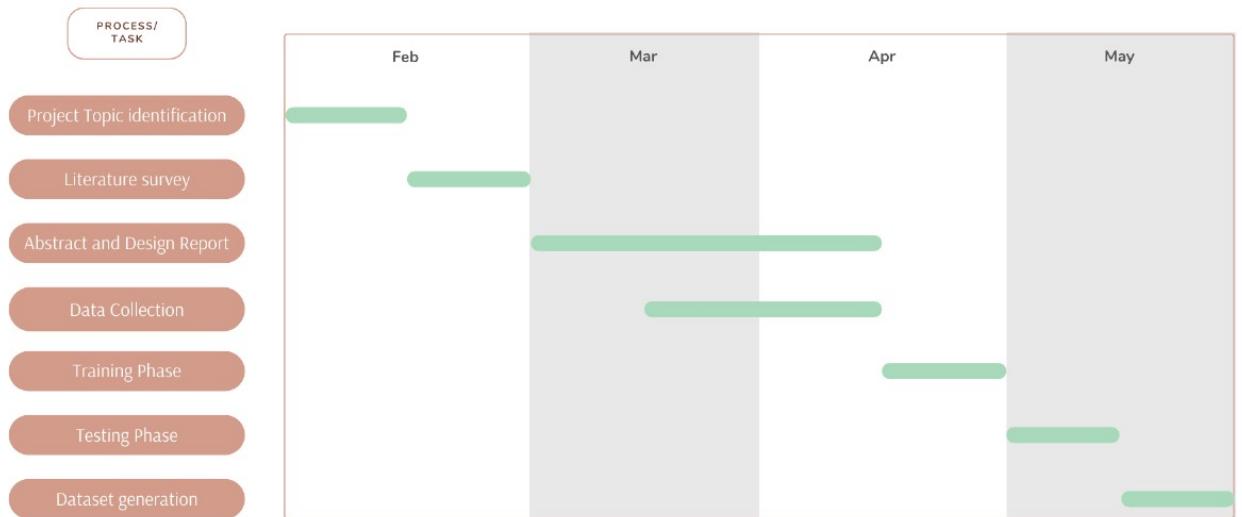 PROCESS/
TASK
Feb Mar Apr May
Project Topic identification
Literature survey
Abstract and Design Report
Data Collection
Training Phase
Testing Phase
Dataset generation